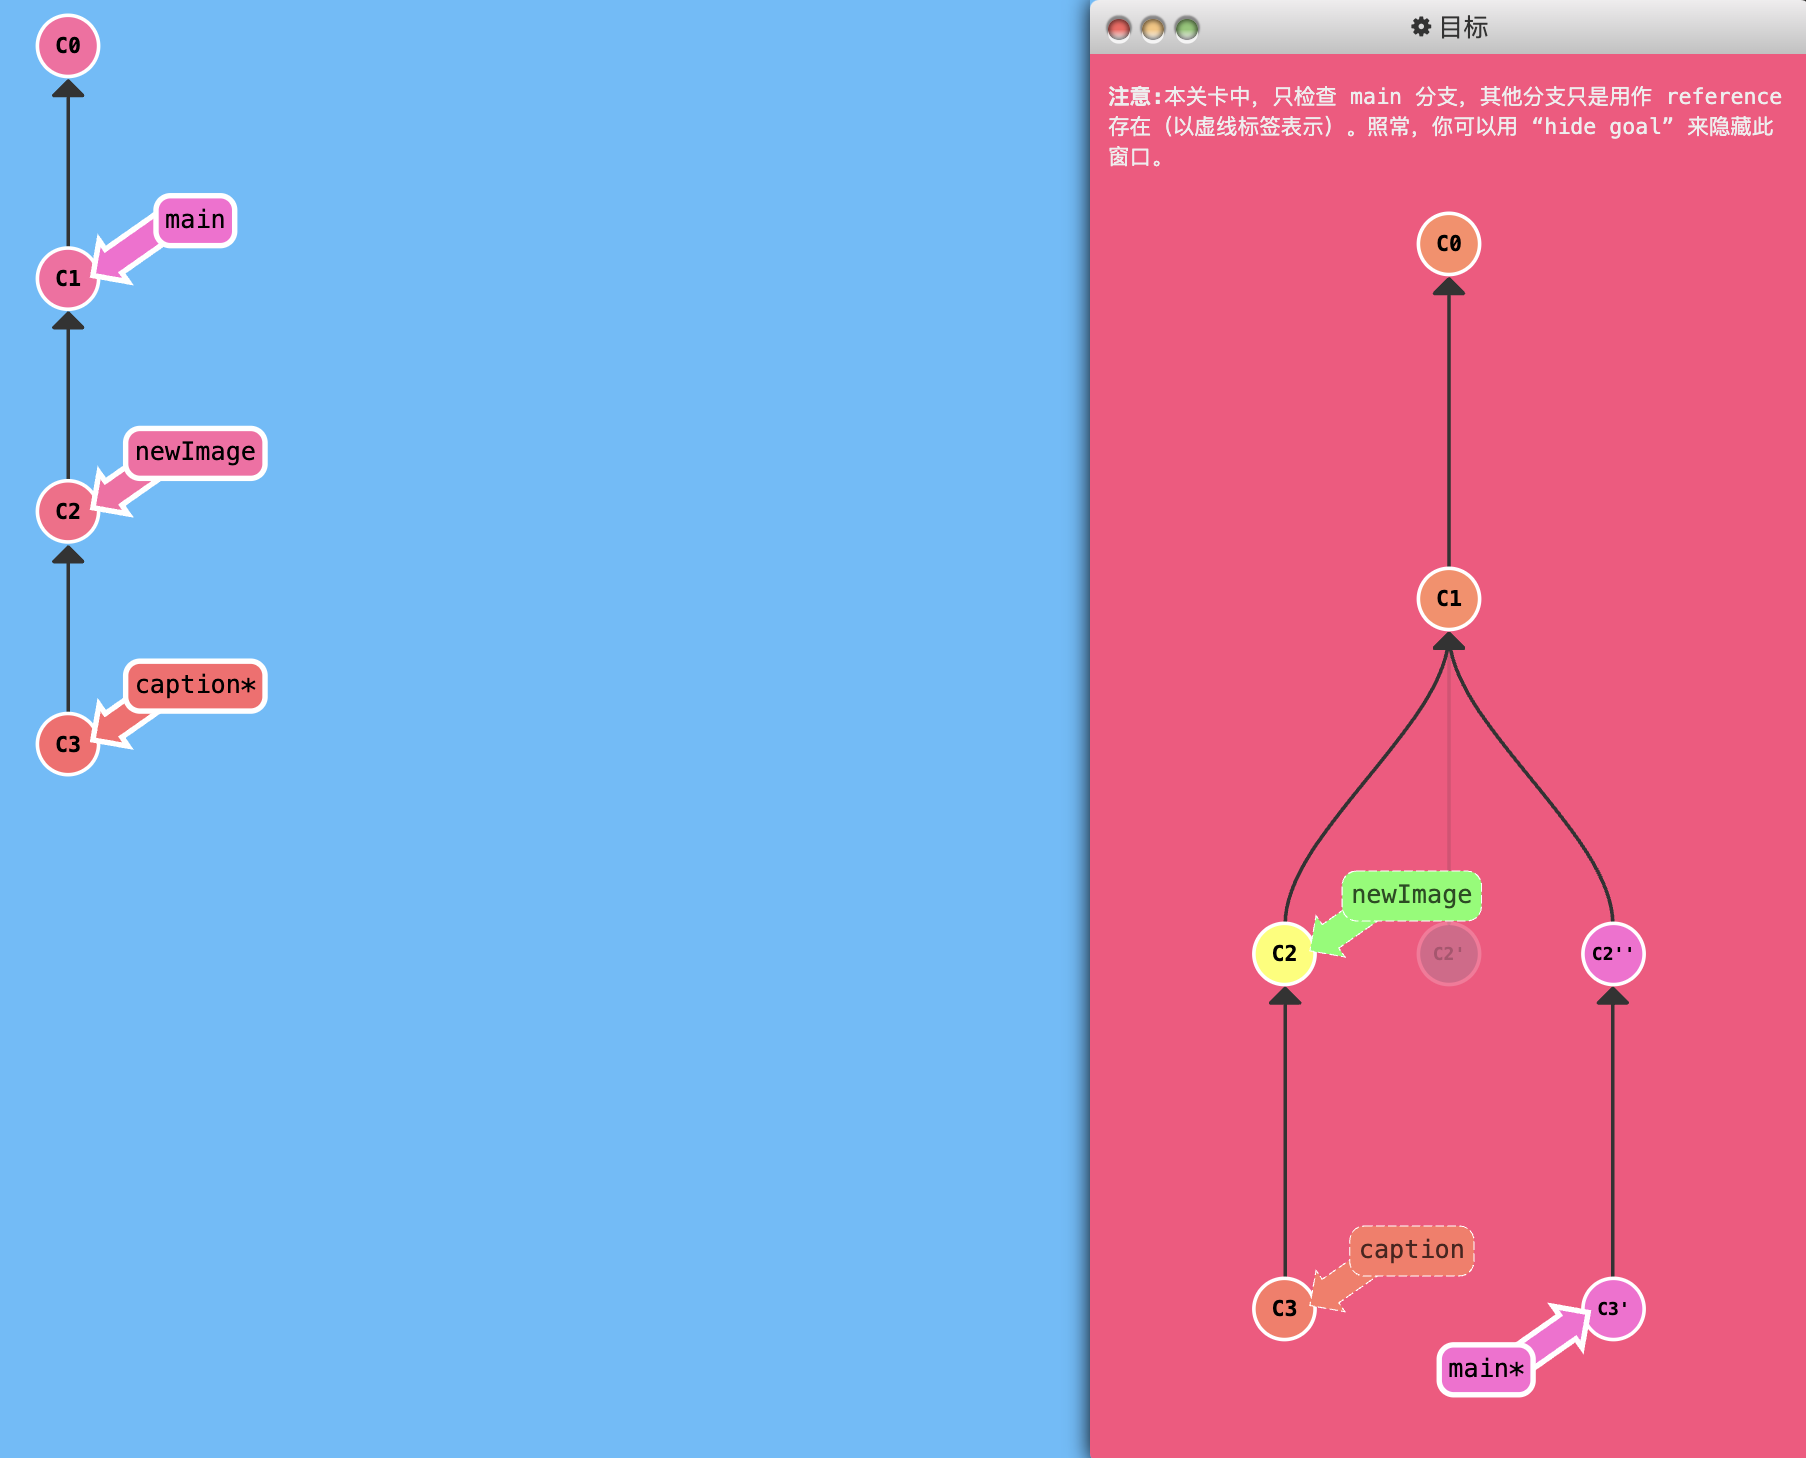 C0
main
C1
newImage
C2
caption*
C3
目标
注意:本关卡中，只检查 main 分支，其他分支只是用作 reference
存在（以虚线标签表示）。照常，你可以用 “hide goal” 来隐藏此
窗口。
C0
C1
newImage
C2
C2'
C2''
caption
C3
C3'
main*